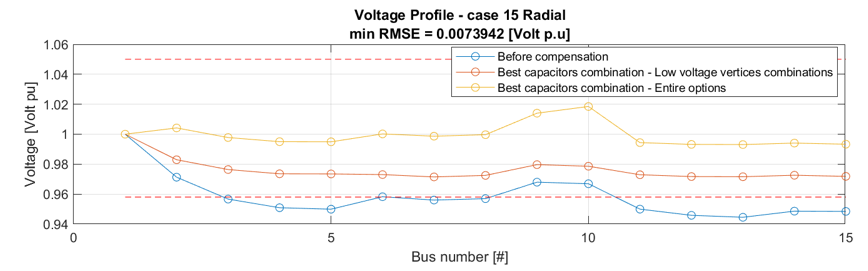 Voltage Profile - case 15 Radial
min RMSE = 0.0073942 [Volt p.u]
1.06
1.04
1.02
1
0.98
0.96
0.94
Voltage [Volt pu]
Before compensation
Best capacitors combination - Low voltage vertices combinations
Best capacitors combination - Entire options
0
5
10
15
Bus number [#]